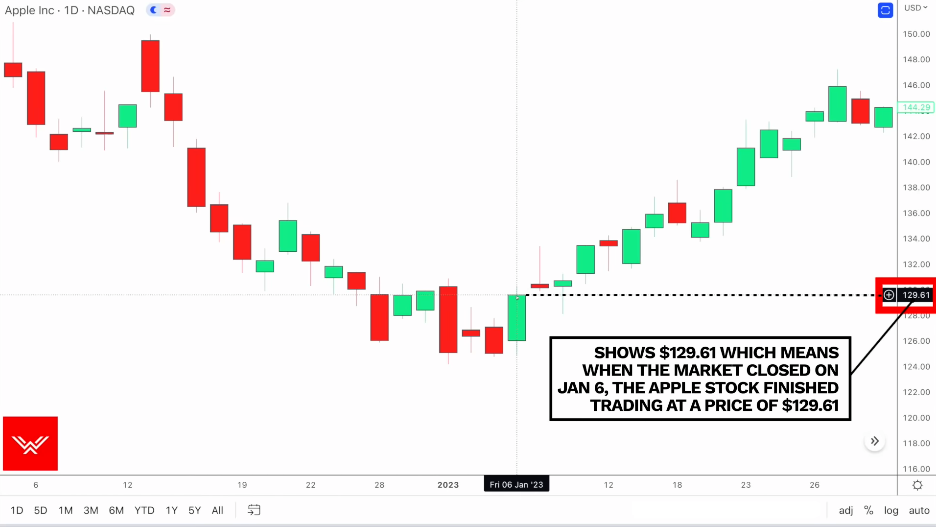 Apple Inc · 1D · NASDAQ
USD
150.00
148.00
146.00
144.29
142.00
140.00
138.00
136.00
134.00
132.00
129.61
128.00
126.00
124.00
122.00
120.00
118.00
116.00
SHOWS $129.61 WHICH MEANS
WHEN THE MARKET CLOSED ON
JAN 6, THE APPLE STOCK FINISHED
TRADING AT A PRICE OF $129.61
6 12 19 22 28 2023 Fri 06 Jan '23 12 18 23 26
1D 5D 1M 3M 6M YTD 1Y 5Y All adj % log auto